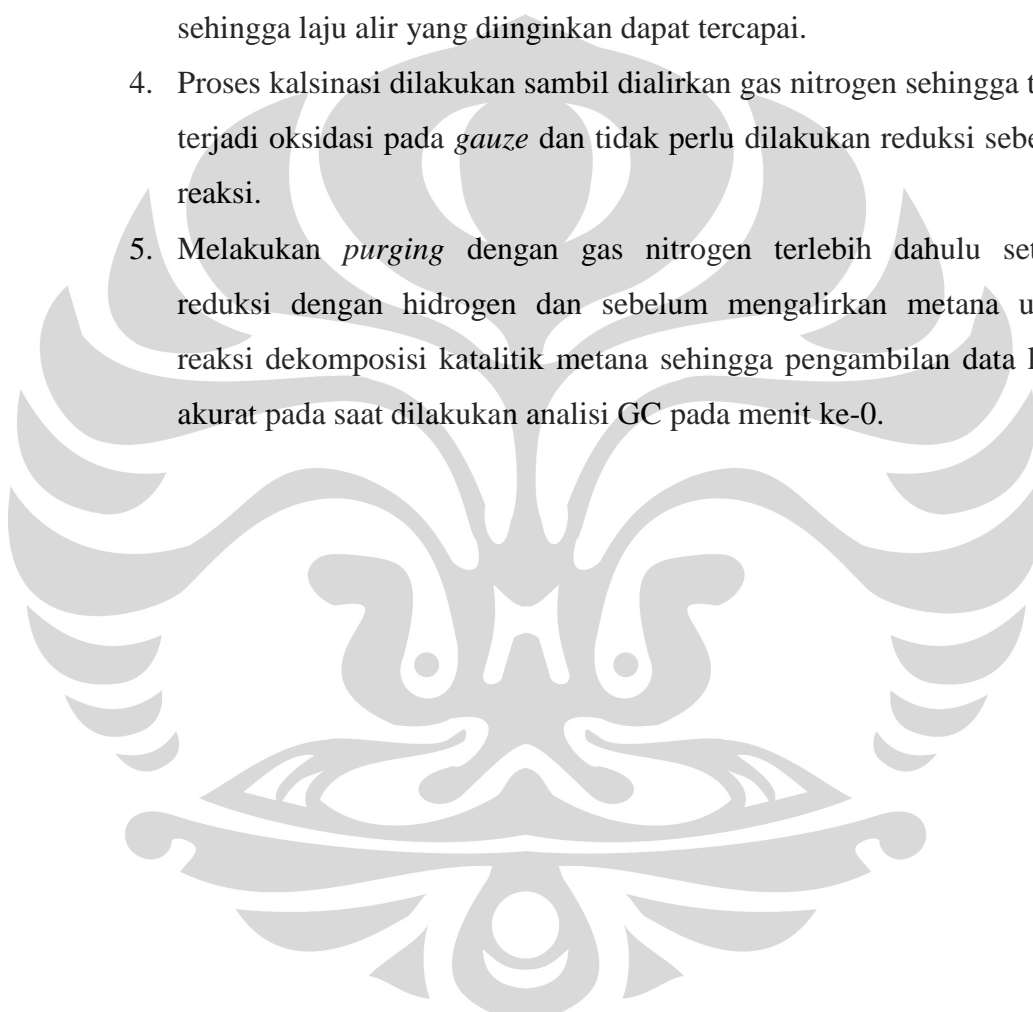 sehingga laju alir yang diinginkan dapat tercapai.
4. Proses kalsinasi dilakukan sambil dialirkan gas nitrogen sehingga t
terjadi oksidasi pada gauze dan tidak perlu dilakukan reduksi sebe
reaksi.
5. Melakukan purging dengan gas nitrogen terlebih dahulu set
reduksi dengan hidrogen dan sebelum mengalirkan metana u
reaksi dekomposisi katalitik metana sehingga pengambilan data l
akurat pada saat dilakukan analisi GC pada menit ke-0.